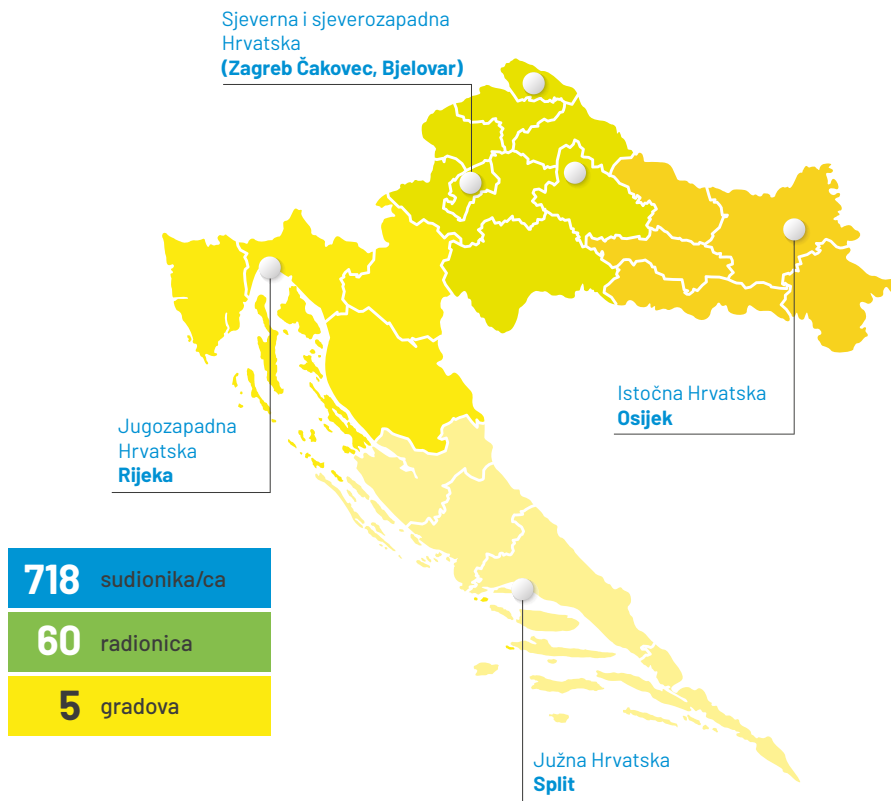 Sjeverna i sjeverozapadna
Hrvatska
(Zagreb Čakovec, Bjelovar)
Istočna Hrvatska
Osijek
Jugozapadna
Hrvatska
Rijeka
718 sudionika/ca
60 radionica
5 gradova
Južna Hrvatska
Split